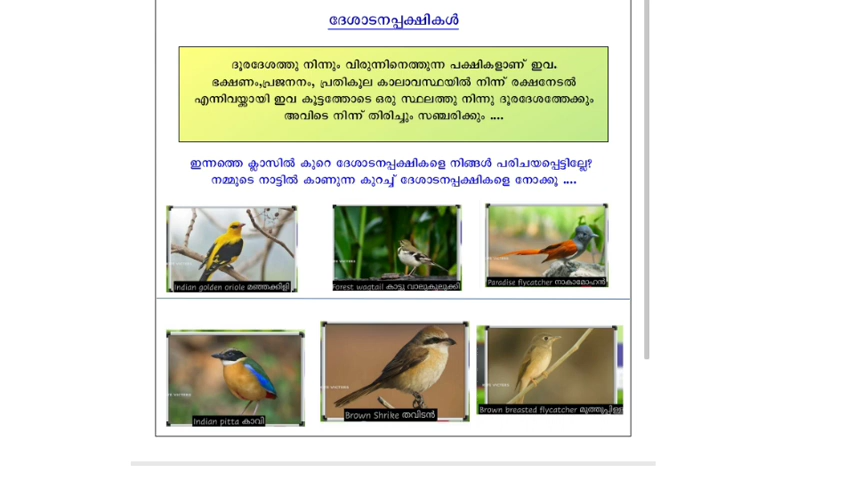 ദേശാടനപ്പക്ഷികൾ
ദൂരദേശത്തു നിന്നും വിരുന്നിനെത്തുന്ന പക്ഷികളാണ് ഇവ.
ഭക്ഷണം,പ്രജനനം, പ്രതികൂല കാലാവസ്ഥയിൽ നിന്ന് രക്ഷനേടൽ
എന്നിവയ്ക്കായി ഇവ കൂട്ടത്തോടെ ഒരു സ്ഥലത്തു നിന്നു ദൂരദേശത്തേക്കും
അവിടെ നിന്ന് തിരിച്ചും സഞ്ചരിക്കും ....
ഇന്നത്തെ ക്ലാസിൽ കുറെ ദേശാടനപ്പക്ഷികളെ നിങ്ങൾ പരിചയപ്പെട്ടില്ലേ?
നമ്മുടെ നാട്ടിൽ കാണുന്ന കുറച്ച് ദേശാടനപ്പക്ഷികളെ നോക്കൂ ....
Indian golden oriole മഞ്ഞക്കിളി
Forest wagtail കാട്ടു വാലുകുലുക്കി
Paradise flycatcher നാകമോഹൻ
Indian pitta കാവി
Brown Shrike തവിടൻ
Brown breasted flycatcher